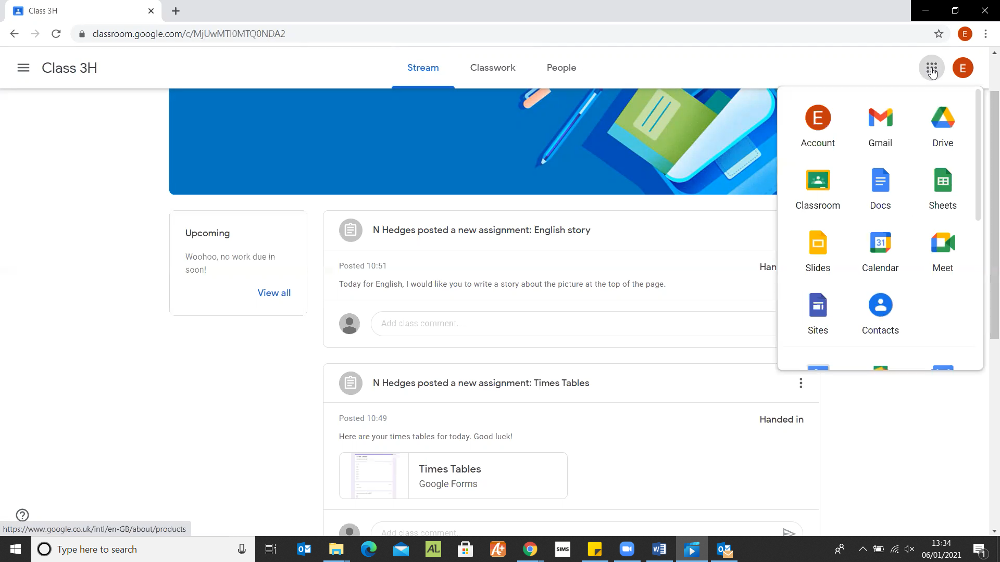 Class 3H
classroom.google.com/c/MjUwMTI0MTQ0NDA2
E
Class 3H
Stream
Classwork
People
E
E
Account
Gmail
Drive
Classroom
Docs
Sheets
Slides
31
Calendar
Meet
Sites
Contacts
Upcoming
Woohoo, no work due in
soon!
View all
N Hedges posted a new assignment: English story
Posted 10:51
Han
Today for English, I would like you to write a story about the picture at the top of the page.
Add class comment...
N Hedges posted a new assignment: Times Tables
Posted 10:49
Handed in
Here are your times tables for today. Good luck!
Times Tables
Google Forms
Add class comment...
https://www.google.co.uk/intl/en-GB/about/products
Type here to search
AL
A+
SIMS
13:34
06/01/2021
1